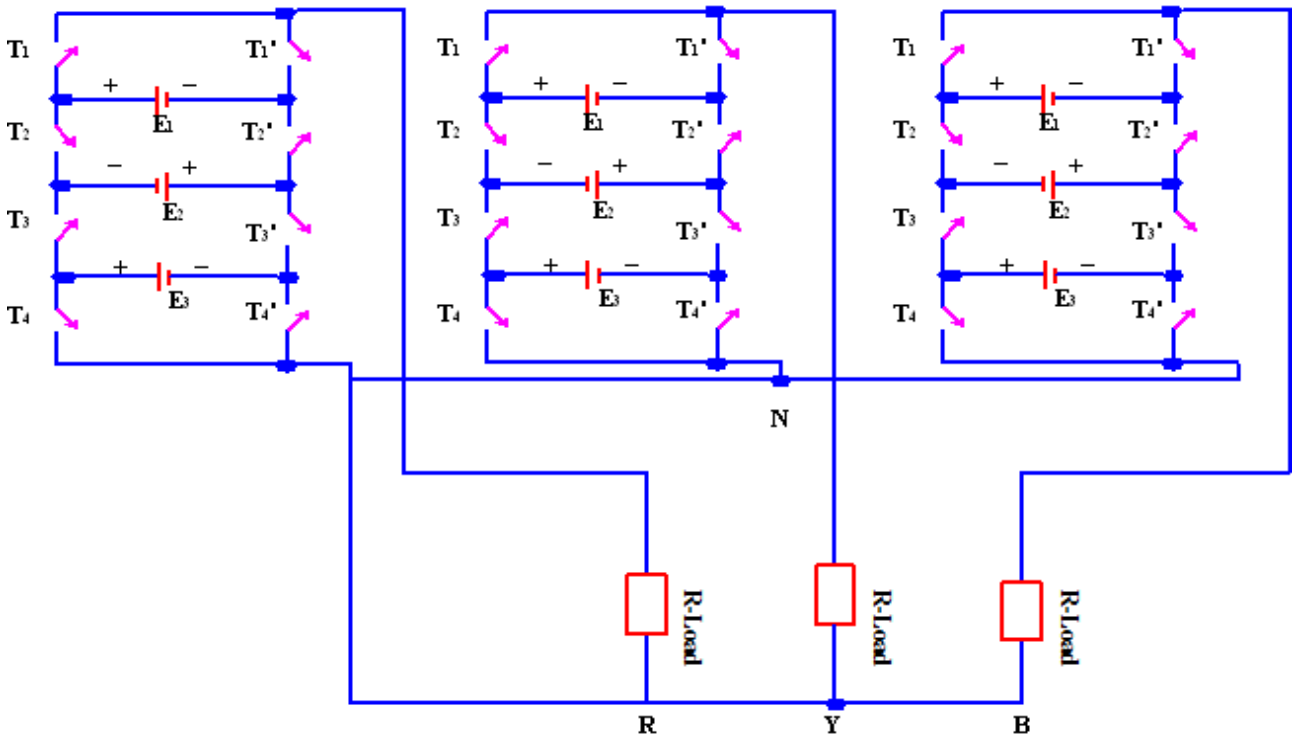 T1 T1' T1 T1' T1 T1'
+ − + − + −
E1 E1 E1
T2 T2' T2 T2' T2 T2'
− + − + − +
E2 E2 E2
T3 T3' T3 T3' T3 T3'
+ − + − + −
E3 E3 E3
T4 T4' T4 T4' T4 T4'
N
R-Load R-Load R-Load
R Y B